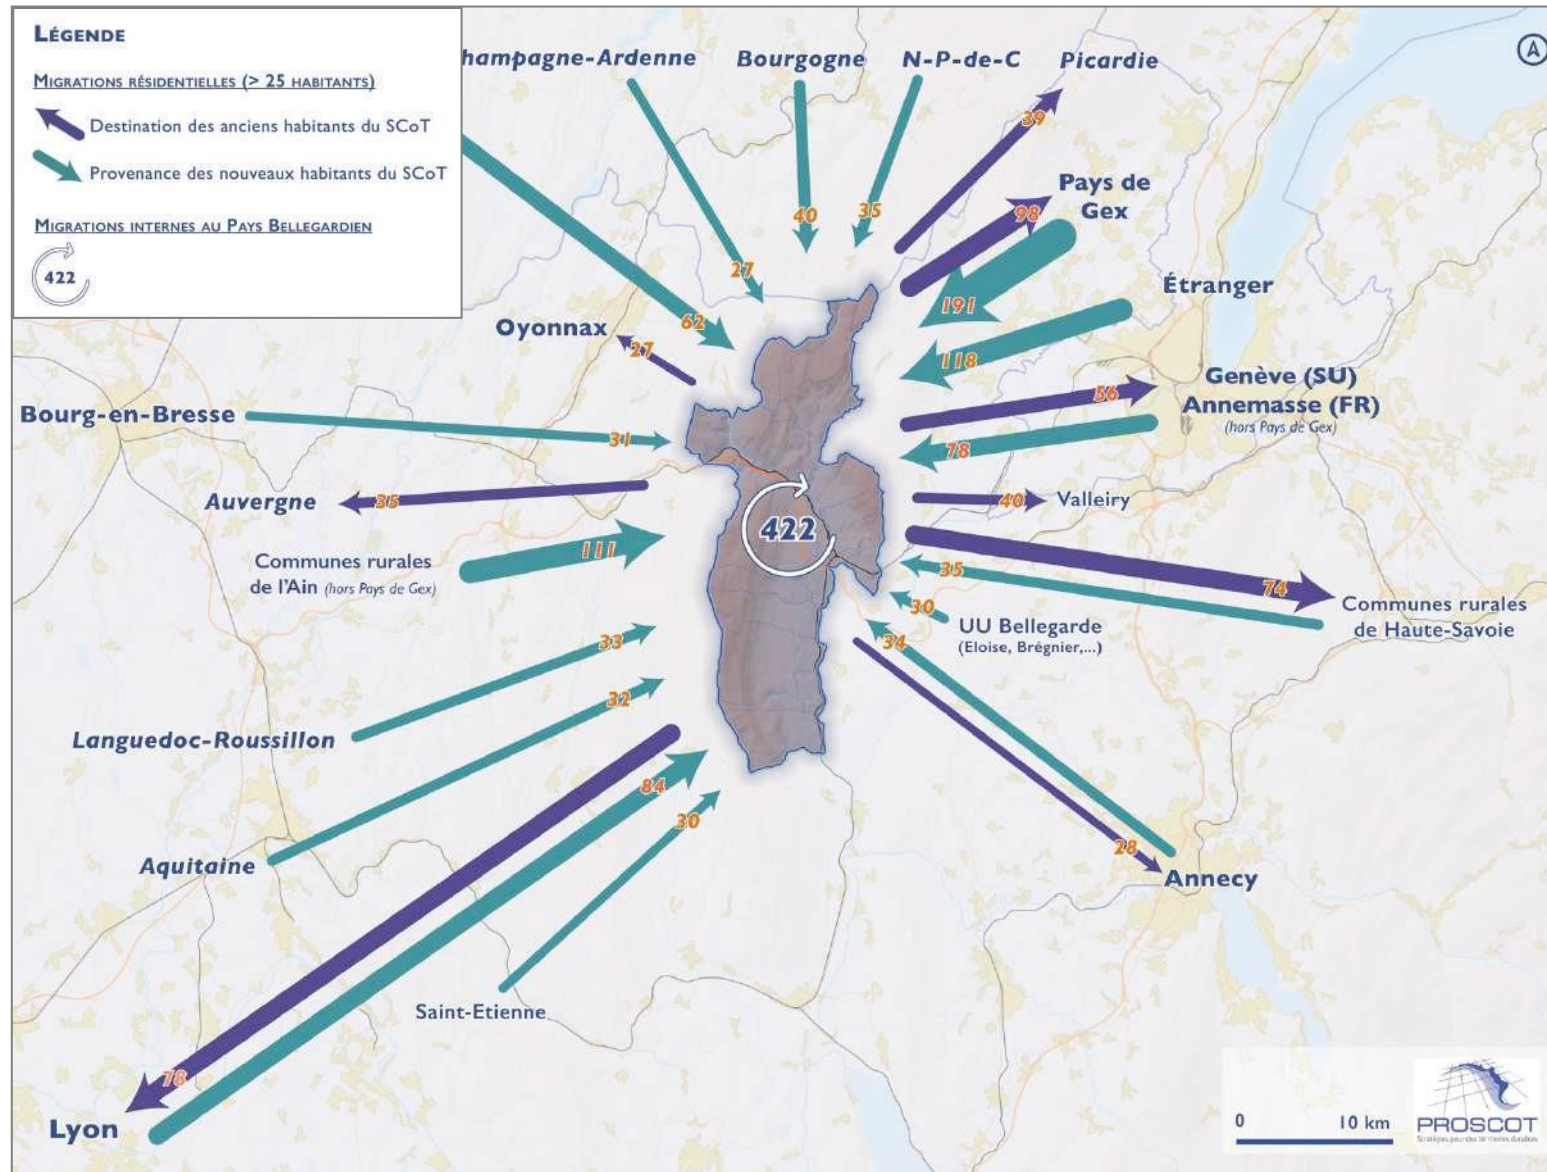 LÉGENDE
MIGRATIONS RÉSIDENTIELLES (> 25 HABITANTS)
Destination des anciens habitants du SCoT
Provenance des nouveaux habitants du SCoT
MIGRATIONS INTERNES AU PAYS BELLEGARDIEN
422
hampagne-Ardenne
Bourgogne
N-P-de-C
Picardie
39
Pays de
Gex
98
40
35
27
191
Étranger
62
118
Oyonnax
27
Genève (SU)
Annemasse (FR)
(hors Pays de Gex)
56
78
Bourg-en-Bresse
31
Auvergne
35
40
Valleiry
422
Communes rurales
de l'Ain (hors Pays de Gex)
111
35
74
Communes rurales
de Haute-Savoie
30
UU Bellegarde
(Eloise, Brégnier,...)
34
33
32
Languedoc-Roussillon
84
30
28
Aquitaine
Annecy
Saint-Etienne
78
Lyon
0 10 km
PROSCOT
Stratégies pour des territoires durables
A